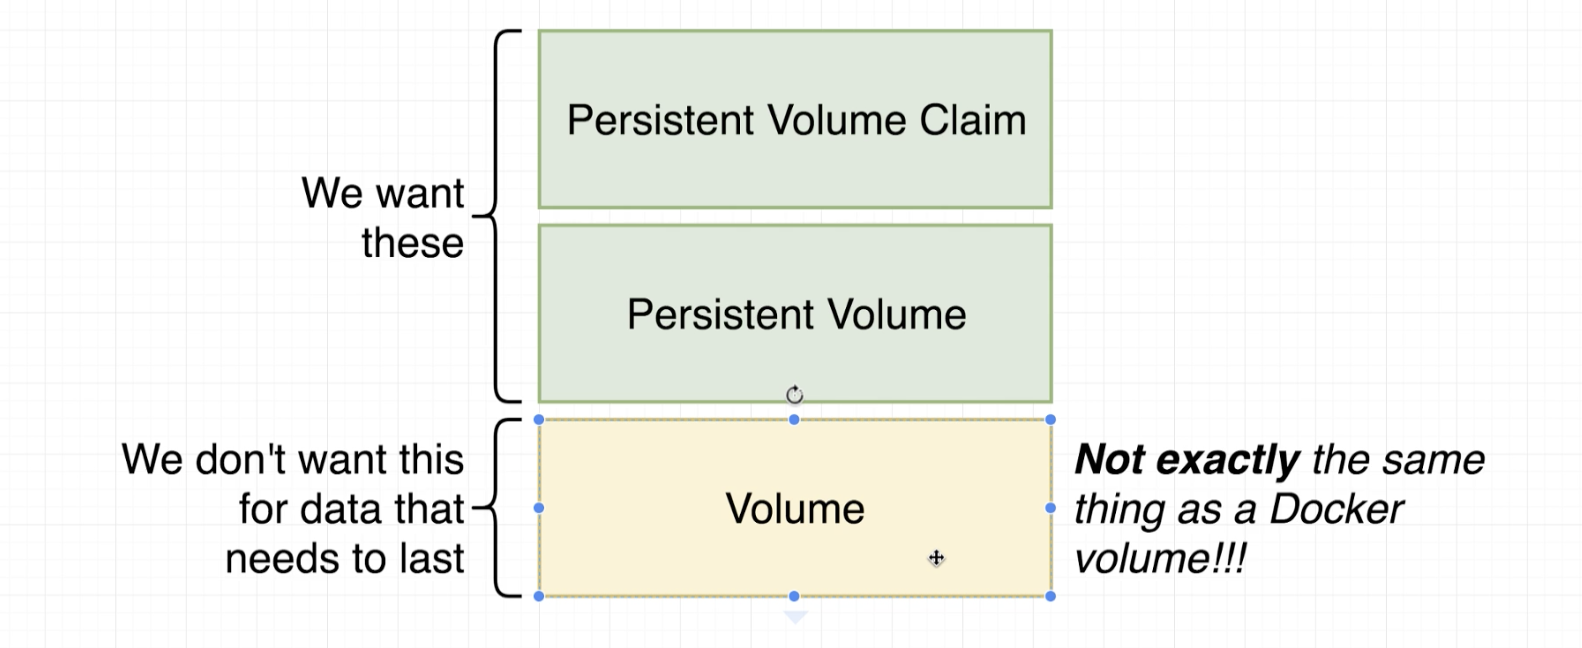 Persistent Volume Claim
We want
these
Persistent Volume
We don't want this
for data that
needs to last
Volume
Not exactly the same
thing as a Docker
volume!!!